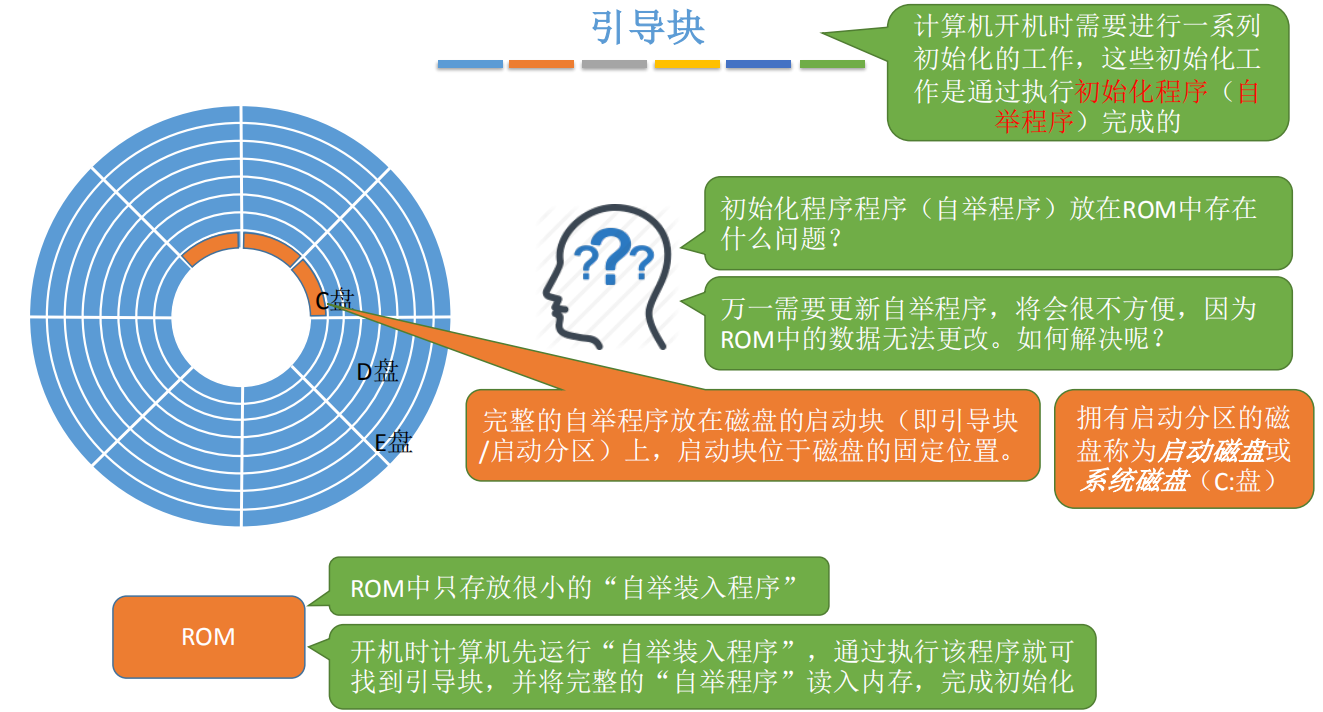 引导块
计算机开机时需要进行一系列
初始化的工作，这些初始化工
作是通过执行初始化程序（自
举程序）完成的
初始化程序程序（自举程序）放在ROM中存在
什么问题？
???
万一需要更新自举程序，将会很不方便，因为
ROM中的数据无法更改。如何解决呢？
C盘
D盘
E盘
完整的自举程序放在磁盘的启动块（即引导块
/启动分区）上，启动块位于磁盘的固定位置。
拥有启动分区的磁
盘称为启动磁盘或
系统磁盘（C:盘）
ROM
ROM中只存放很小的“自举装入程序”
开机时计算机先运行“自举装入程序”，通过执行该程序就可
找到引导块，并将完整的“自举程序”读入内存，完成初始化